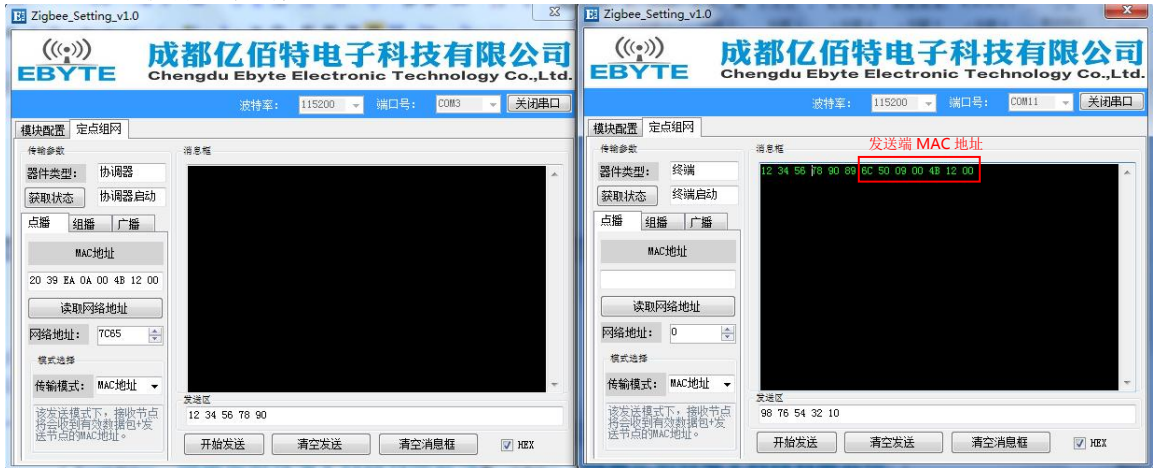 Zigbee_Setting_v1.0
EBYTE
成都亿佰特电子科技有限公司
Chengdu Ebyte Electronic Technology Co.,Ltd.
波特率： 115200 端口号： COM3 关闭串口
模块配置 定点组网
传输参数
器件类型： 协调器
获取状态 协调器启动
点播 组播 广播
MAC地址
20 39 EA 0A 00 4B 12 00
读取网络地址
网络地址： 7C65
模式选择
传输模式： MAC地址
该发送模式下，接收节点
将会收到有效数据包+发
送节点的MAC地址。
消息框
发送区
12 34 56 78 90
开始发送 清空发送 清空消息框 HEX
Zigbee_Setting_v1.0
EBYTE
成都亿佰特电子科技有限公司
Chengdu Ebyte Electronic Technology Co.,Ltd.
波特率： 115200 端口号： COM11 关闭串口
模块配置 定点组网
传输参数
器件类型： 终端
获取状态 终端启动
点播 组播 广播
MAC地址
读取网络地址
网络地址： 0
模式选择
传输模式： MAC地址
该发送模式下，接收节点
将会收到有效数据包+发
送节点的MAC地址。
消息框
发送端 MAC 地址
12 34 56 78 90 89 6C 50 09 00 4B 12 00
发送区
98 76 54 32 10
开始发送 清空发送 清空消息框 HEX